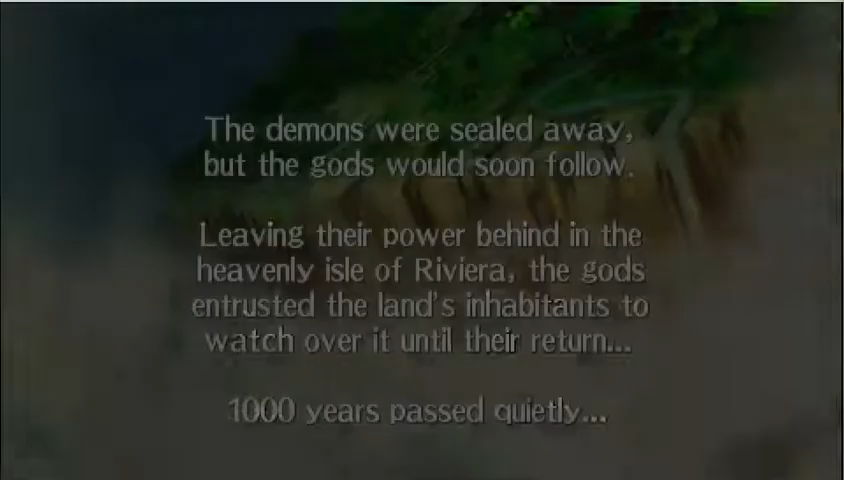 The demons were sealed away,
but the gods would soon follow.
Leaving their power behind in the
heavenly isle of Riviera, the gods
entrusted the land's inhabitants to
watch over it until their return...
1000 years passed quietly...